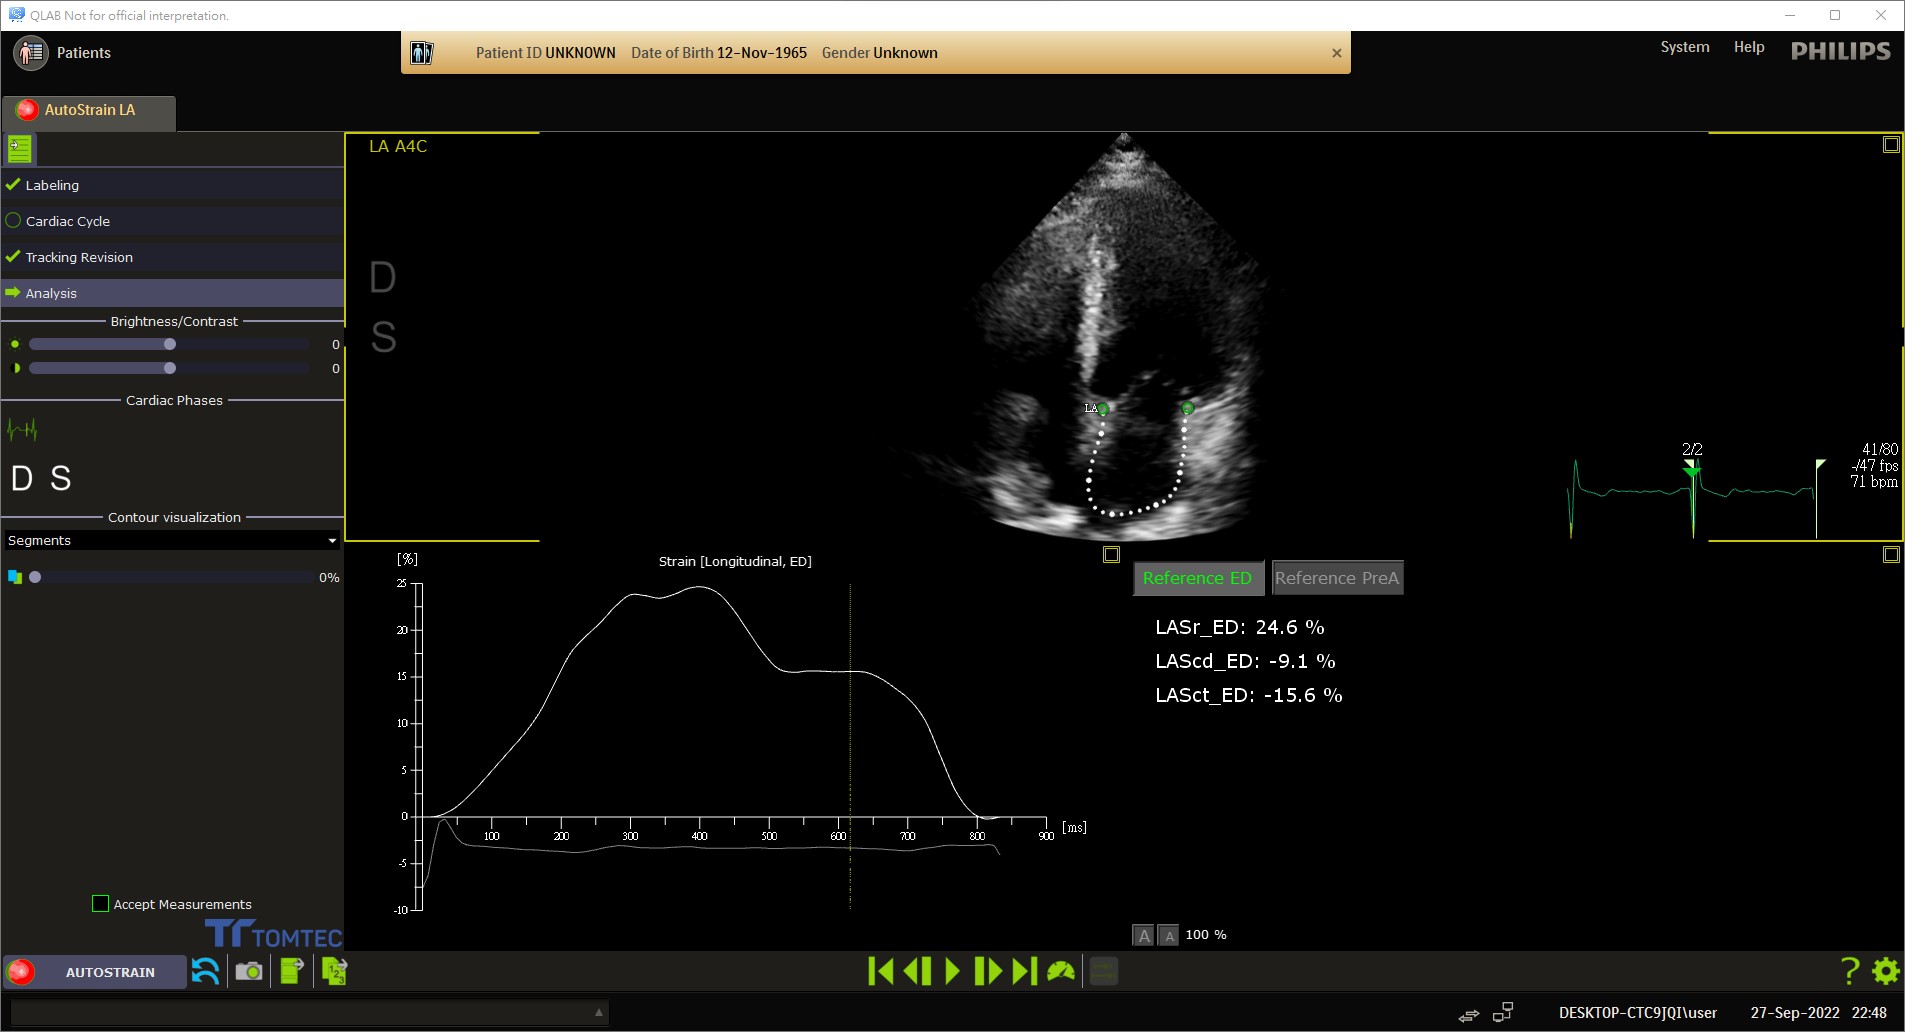 QLAB Not for official interpretation.
Patients
Patient ID UNKNOWN Date of Birth 12-Nov-1965 Gender Unknown
System Help PHILIPS
AutoStrain LA
Labeling
Cardiac Cycle
Tracking Revision
Analysis
Brightness/Contrast
0
0
Cardiac Phases
D S
Contour visualization
Segments
0%
Accept Measurements
TOMTEC
LA A4C
D
S
LA
2/2
41/80
-/47 fps
71 bpm
[%]
Strain [Longitudinal, ED]
25
20
15
10
5
0
-5
-10
100 200 300 400 500 600 700 800 900 [ms]
Reference ED Reference PreA
LASr_ED: 24.6 %
LAScd_ED: -9.1 %
LASct_ED: -15.6 %
A A 100 %
AUTOSTRAIN
1 2 3
?
DESKTOP-CTC9JQI\user 27-Sep-2022 22:48